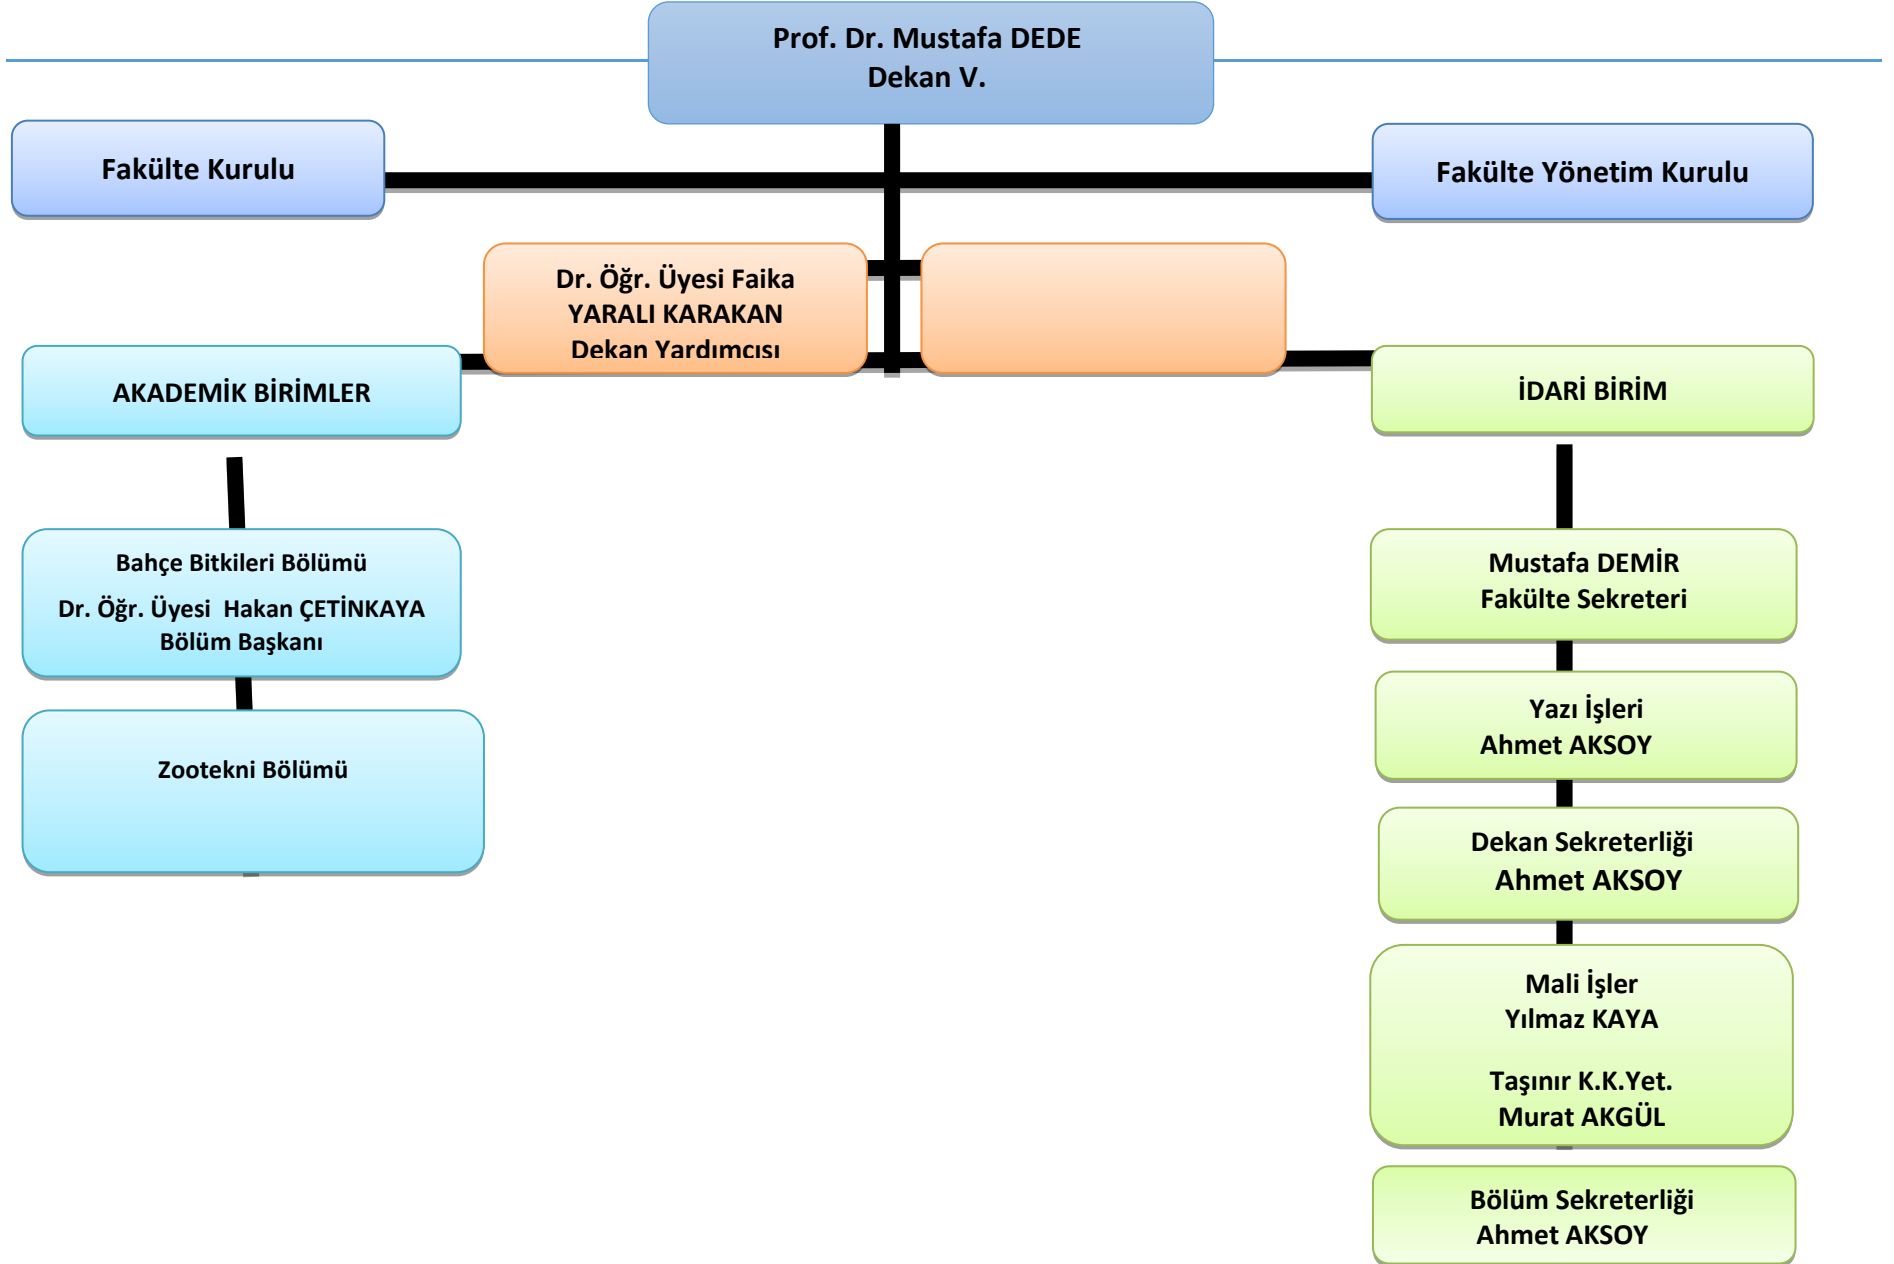 Prof. Dr. Mustafa DEDE
Dekan V.
Fakülte Kurulu
Fakülte Yönetim Kurulu
Dr. Öğr. Üyesi Faika
YARALI KARAKAN
Dekan Yardımcısı
AKADEMİK BİRİMLER
İDARİ BİRİM
Bahçe Bitkileri Bölümü
Dr. Öğr. Üyesi  Hakan ÇETİNKAYA
Bölüm Başkanı
Zootekni Bölümü
Mustafa DEMİR
Fakülte Sekreteri
Yazı İşleri
Ahmet AKSOY
Dekan Sekreterliği
Ahmet AKSOY
Mali İşler
Yılmaz KAYA
Taşınır K.K.Yet.
Murat AKGÜL
Bölüm Sekreterliği
Ahmet AKSOY